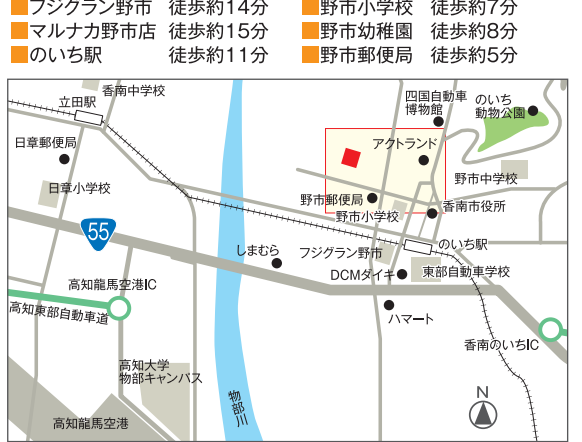 ■フジグラン野市 徒歩約14分
■野市小学校 徒歩約7分
■マルナカ野市店 徒歩約15分
■野市幼稚園 徒歩約8分
■のいち駅 徒歩約11分
■野市郵便局 徒歩約5分
香南中学校
立田駅
四国自動車
博物館
のいち
動物公園
日章郵便局
アクトランド
日章小学校
野市中学校
野市郵便局
野市小学校
香南市役所
55
しまむら
フジグラン野市
のいち駅
DCMダイキ
東部自動車学校
高知龍馬空港IC
高知東部自動車道
ハマート
香南のいちIC
高知大学
物部キャンパス
物部川
高知龍馬空港
N